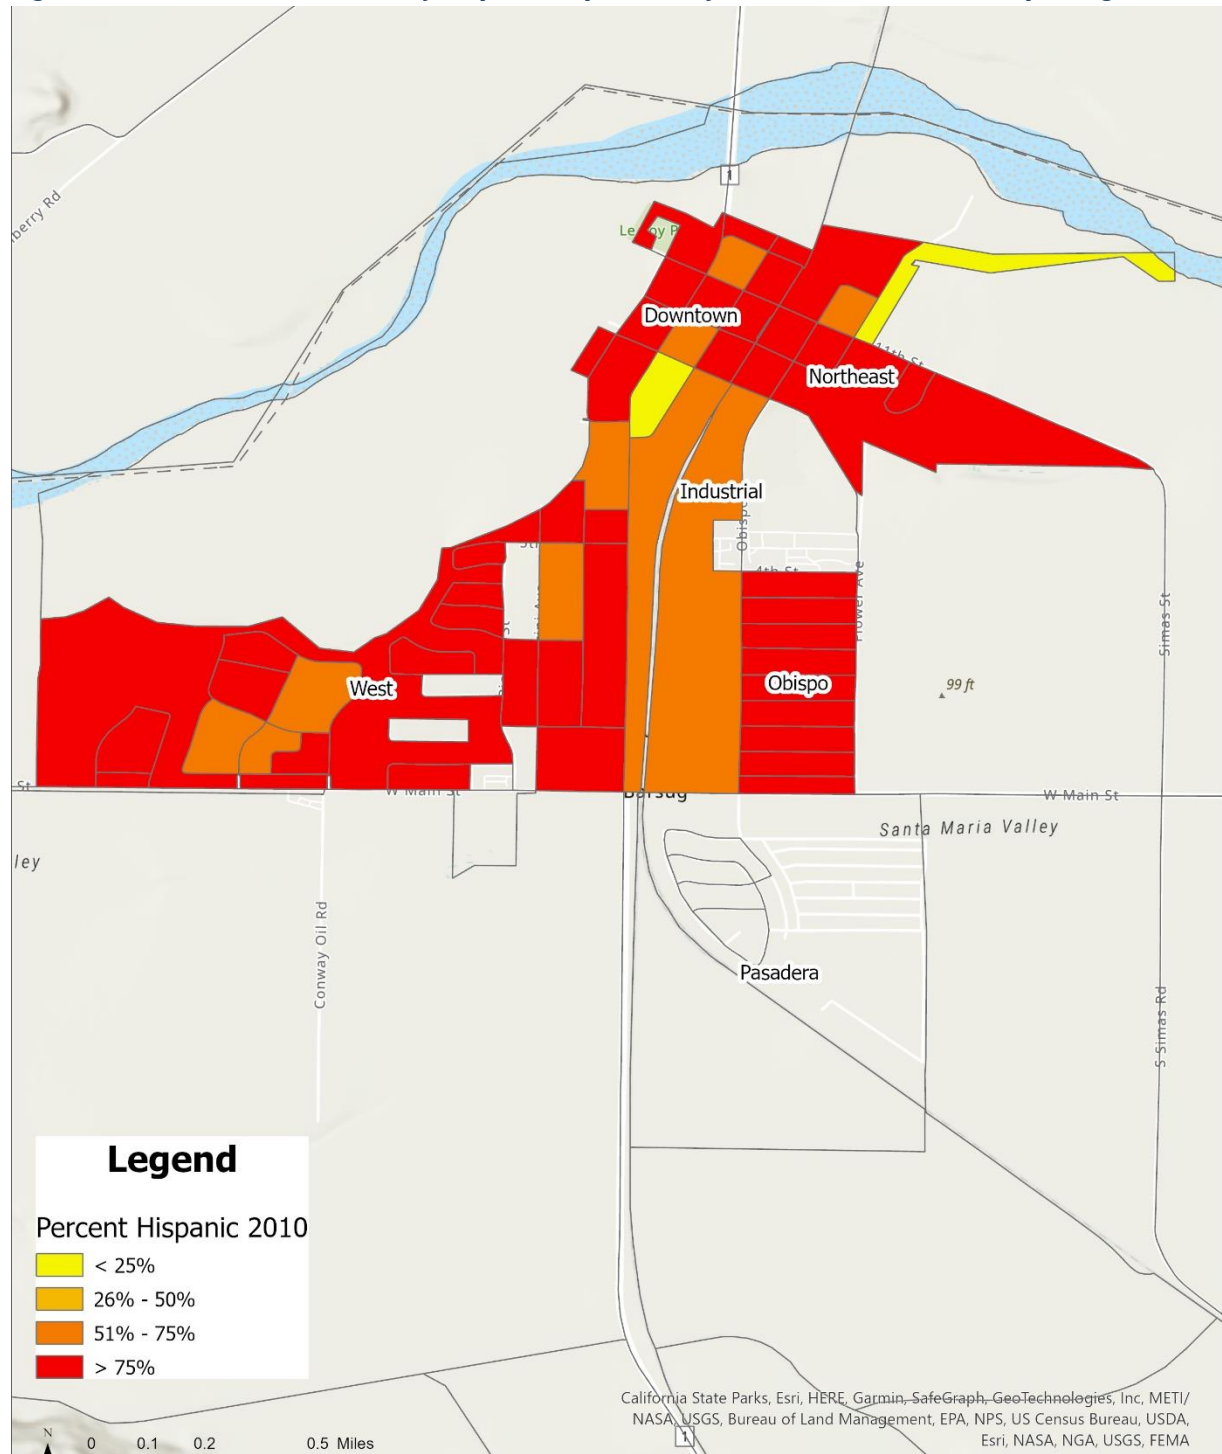 1
Downtown
11th St
Northeast
Industrial
Obispo
4th St
Flower Ave
Simas St
West
Obispo
99 ft
St
W Main St
W Main St
Santa Maria Valley
Conway Oil Rd
Pasadera
S Simas Rd
Legend
Percent Hispanic 2010
< 25%
26% - 50%
51% - 75%
> 75%
California State Parks, Esri, HERE, Garmin, SafeGraph, GeoTechnologies, Inc, METI/
NASA, USGS, Bureau of Land Management, EPA, NPS, US Census Bureau, USDA,
Esri, NASA, NGA, USGS, FEMA
1
N
0 0.1 0.2 0.5 Miles